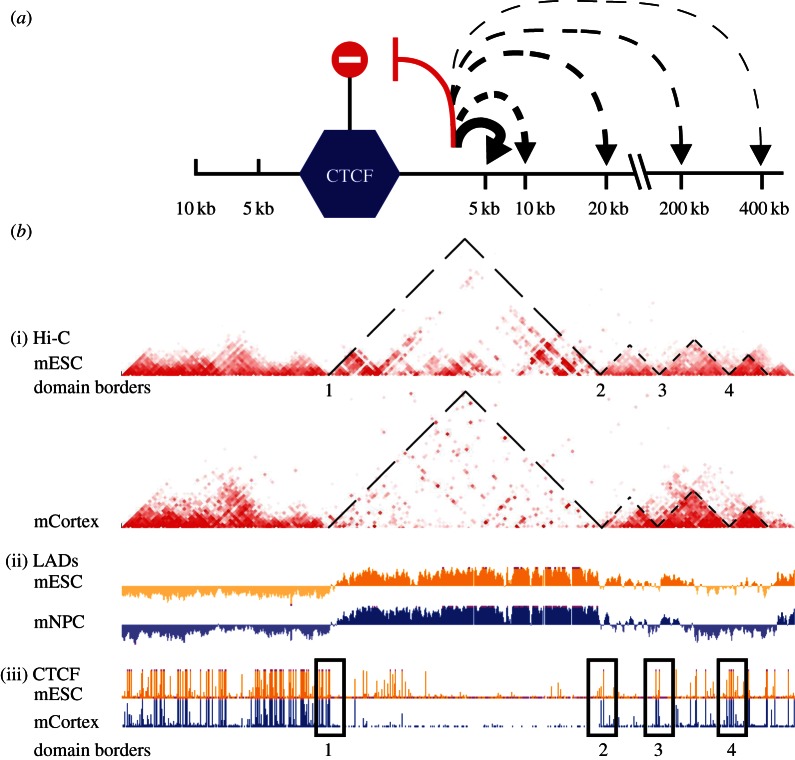 (a)
CTCF
10 kb 5 kb 5 kb 10 kb 20 kb 200 kb 400 kb
(b)
(i) Hi-C
mESC
domain borders 1 2 3 4
mCortex
(ii) LADs
mESC
mNPC
(iii) CTCF
mESC
mCortex
domain borders 1 2 3 4